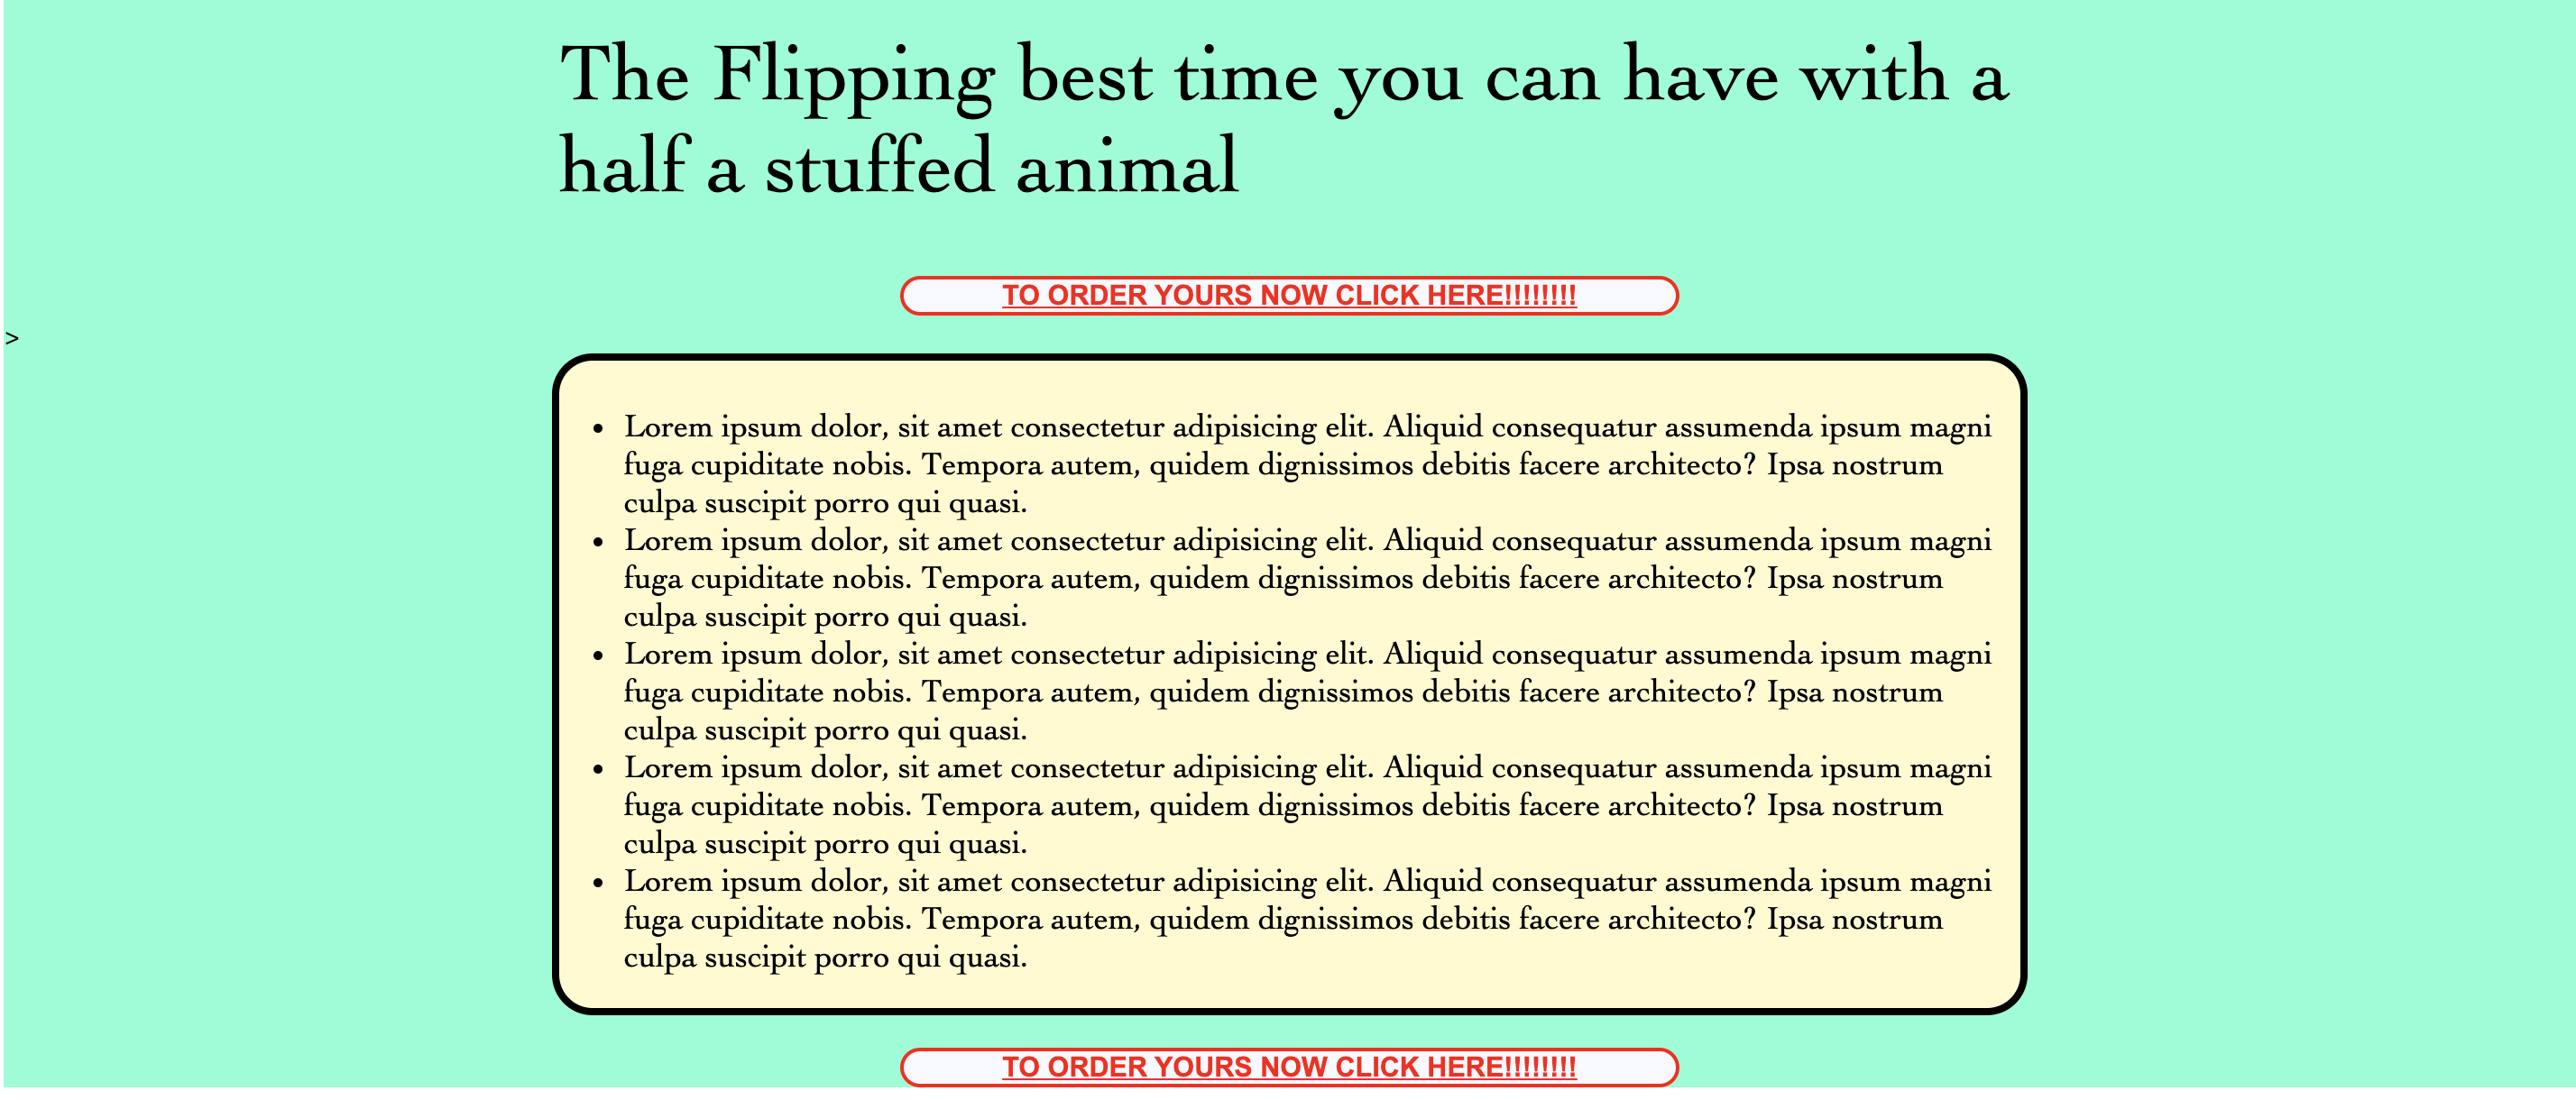 The Flipping best time you can have with a
half a stuffed animal
TO ORDER YOURS NOW CLICK HERE!!!!!!!!
>
• Lorem ipsum dolor, sit amet consectetur adipisicing elit. Aliquid consequatur assumenda ipsum magni
fuga cupiditate nobis. Tempora autem, quidem dignissimos debitis facere architecto? Ipsa nostrum
culpa suscipit porro qui quasi.
• Lorem ipsum dolor, sit amet consectetur adipisicing elit. Aliquid consequatur assumenda ipsum magni
fuga cupiditate nobis. Tempora autem, quidem dignissimos debitis facere architecto? Ipsa nostrum
culpa suscipit porro qui quasi.
• Lorem ipsum dolor, sit amet consectetur adipisicing elit. Aliquid consequatur assumenda ipsum magni
fuga cupiditate nobis. Tempora autem, quidem dignissimos debitis facere architecto? Ipsa nostrum
culpa suscipit porro qui quasi.
• Lorem ipsum dolor, sit amet consectetur adipisicing elit. Aliquid consequatur assumenda ipsum magni
fuga cupiditate nobis. Tempora autem, quidem dignissimos debitis facere architecto? Ipsa nostrum
culpa suscipit porro qui quasi.
• Lorem ipsum dolor, sit amet consectetur adipisicing elit. Aliquid consequatur assumenda ipsum magni
fuga cupiditate nobis. Tempora autem, quidem dignissimos debitis facere architecto? Ipsa nostrum
culpa suscipit porro qui quasi.
TO ORDER YOURS NOW CLICK HERE!!!!!!!!